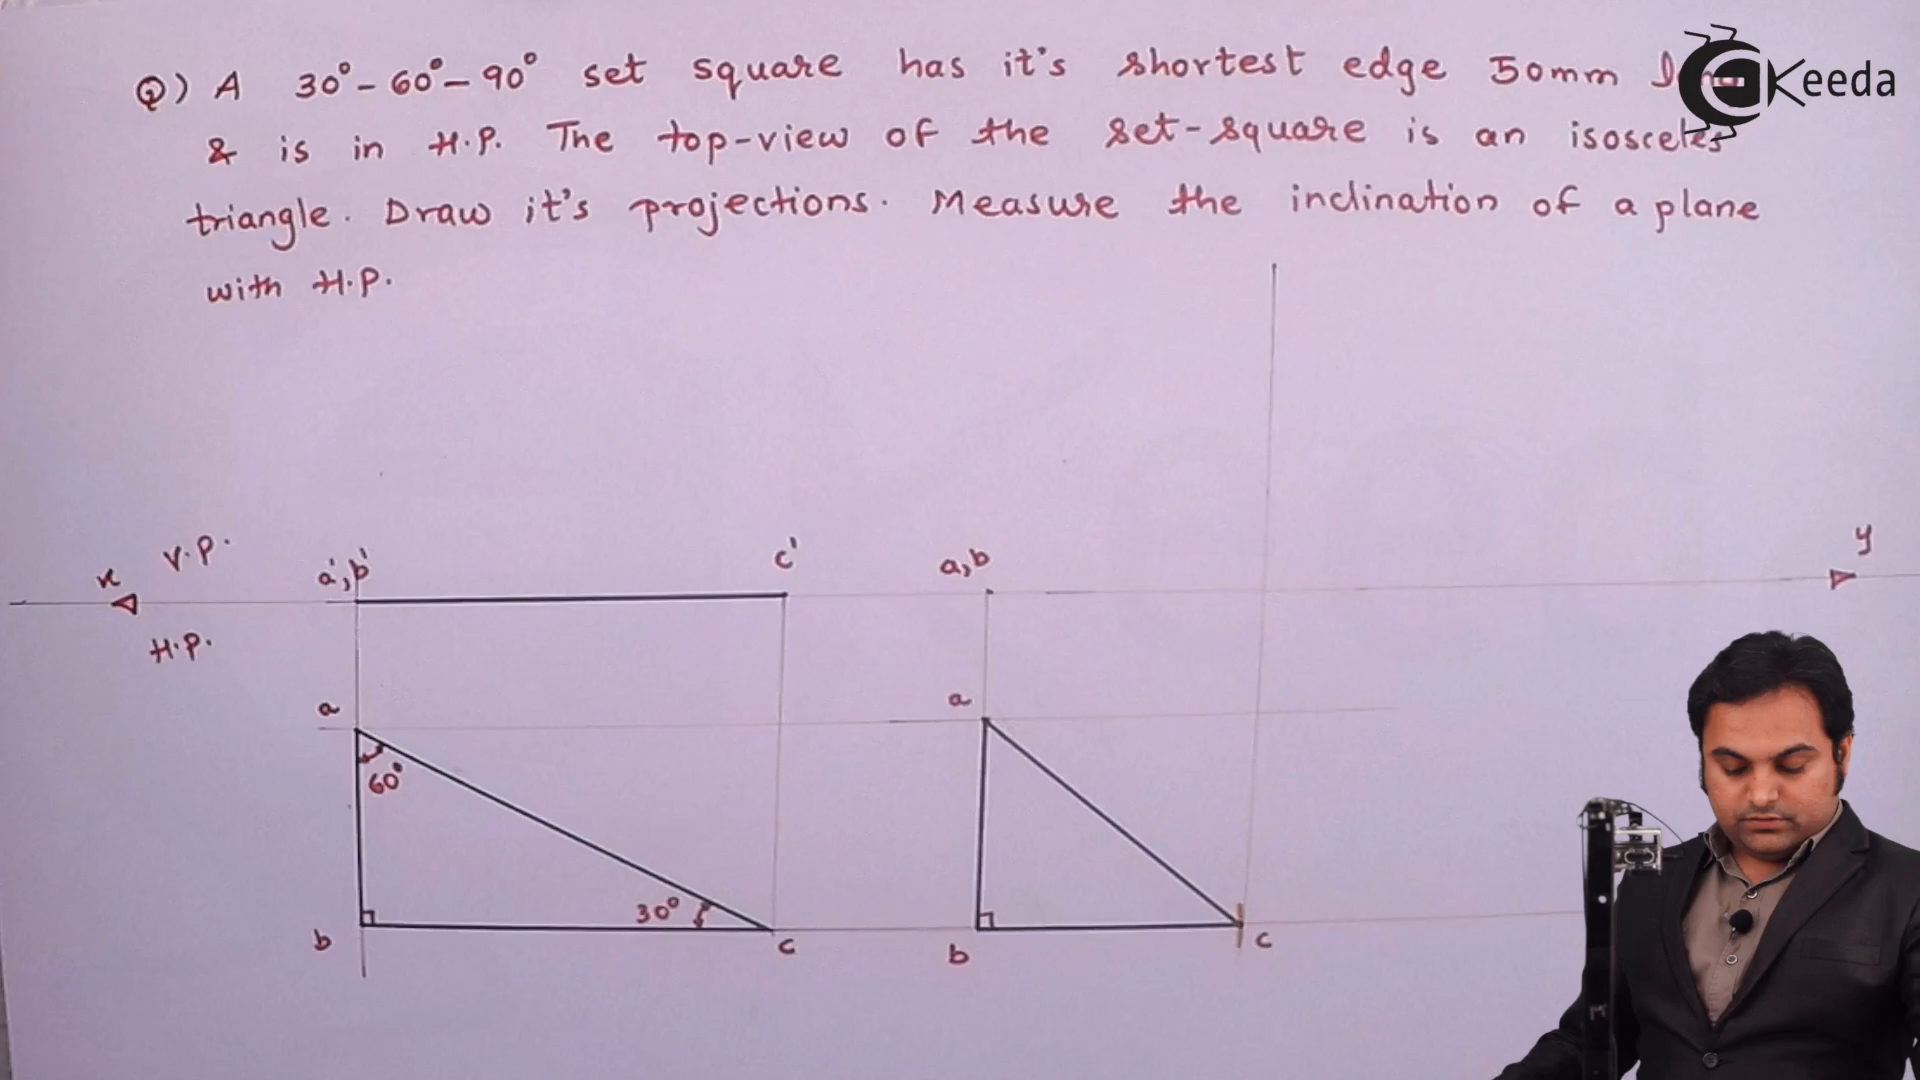 Q) A 30°-60°-90° set square has it's shortest edge 50mm
Keeda
& is in H.P. The top-view of the set-square is an isosceles
triangle. Draw it's projections. Measure the inclination of a plane
with H.P.
y
V.P.
x
H.P.
a',b'
c'
a,b
a
a
60°
30°
b
c
b
c